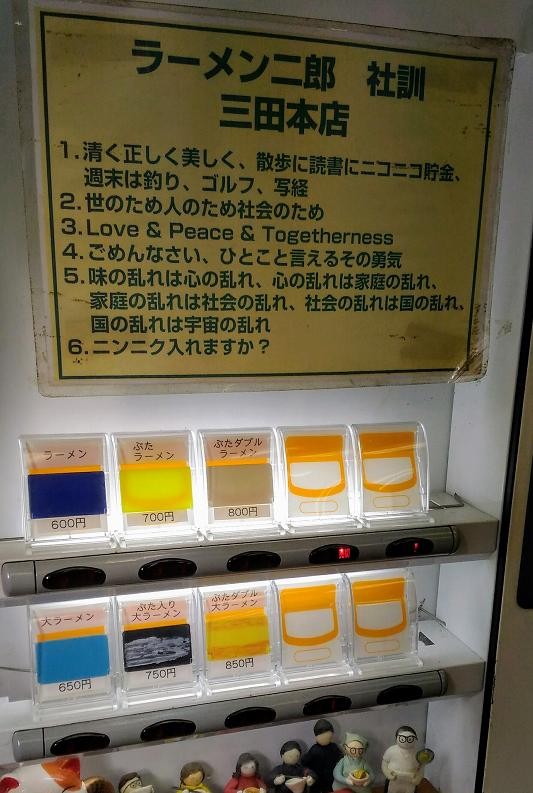 ラーメン二郎 社訓
三田本店
1.清く正しく美しく、散歩に読書にニコニコ貯金、
週末は釣り、ゴルフ、写経
2.世のため人のため社会のため
3.Love & Peace & Togetherness
4.ごめんなさい、ひとこと言えるその勇気
5.味の乱れは心の乱れ、心の乱れは家庭の乱れ、
家庭の乱れは社会の乱れ、社会の乱れは国の乱れ、
国の乱れは宇宙の乱れ
6.ニンニク入れますか？
ラーメン
600円
ぶた
ラーメン
700円
ぶたダブル
ラーメン
800円
大ラーメン
650円
ぶた入り
大ラーメン
750円
ぶたダブル
大ラーメン
850円